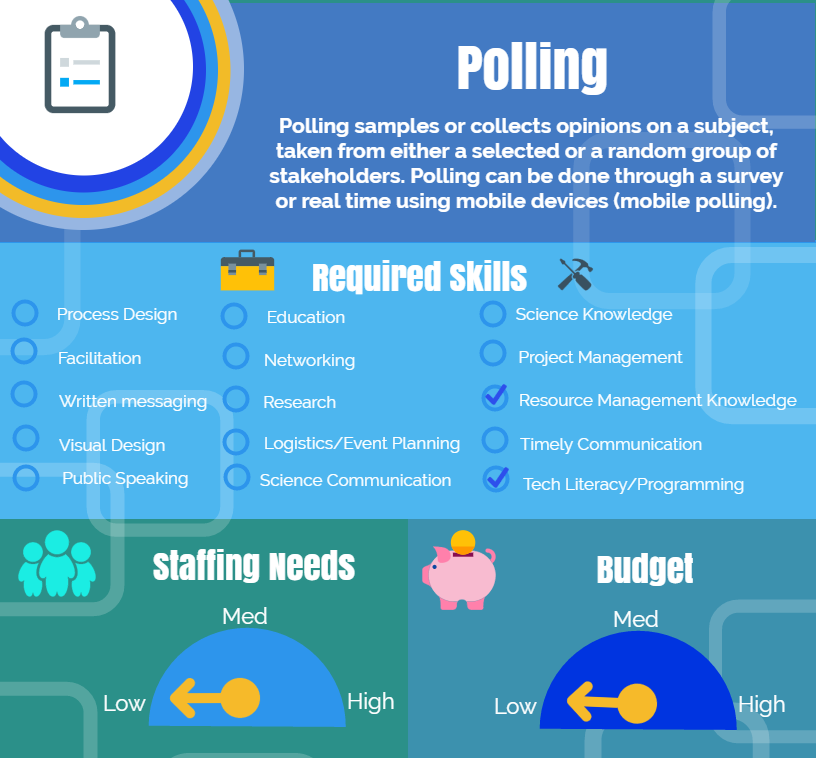 Polling
Polling samples or collects opinions on a subject,
taken from either a selected or a random group of
stakeholders. Polling can be done through a survey
or real time using mobile devices (mobile polling).
Required Skills
Process Design
Facilitation
Written messaging
Visual Design
Public Speaking
Education
Networking
Research
Logistics/Event Planning
Science Communication
Science Knowledge
Project Management
Resource Management Knowledge
Timely Communication
Tech Literacy/Programming
Staffing Needs
Med
Low
High
Budget
Med
Low
High